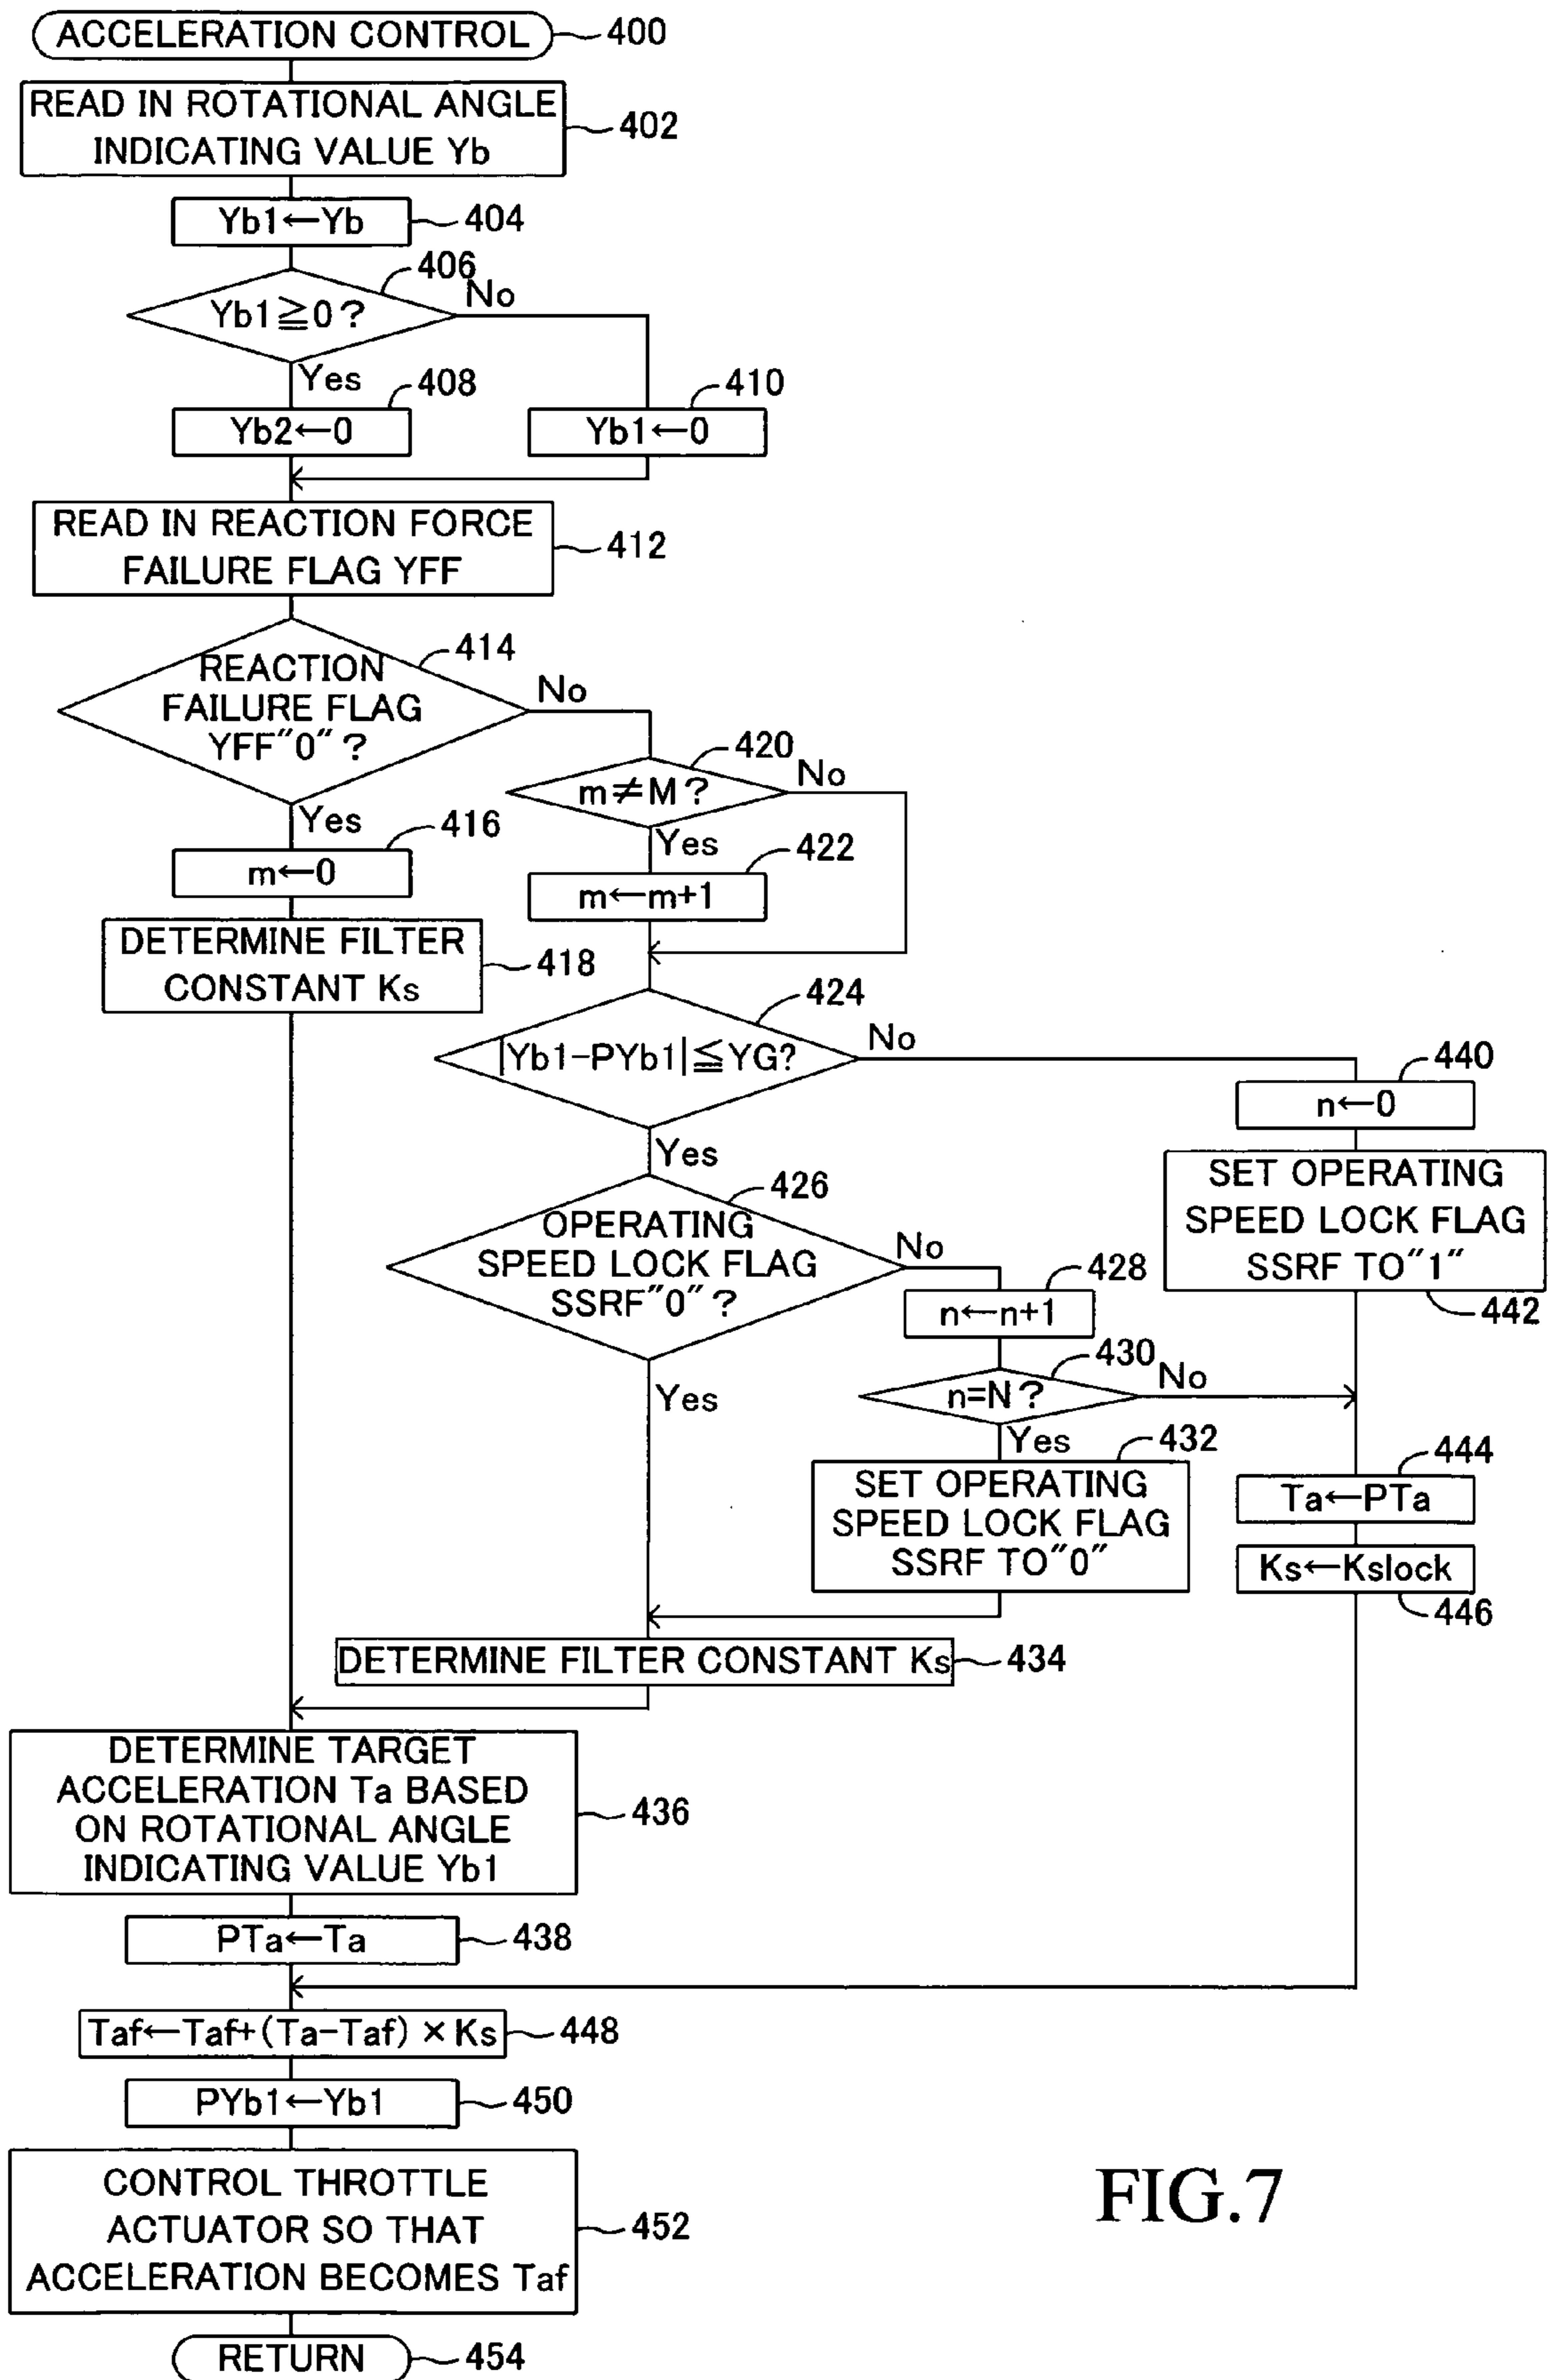 ACCELERATION CONTROL
400
READ IN ROTATIONAL ANGLE
INDICATING VALUE Yb
402
Yb1←Yb
404
406
Yb1≧0?
No
Yes
408
Yb2←0
410
Yb1←0
READ IN REACTION FORCE
FAILURE FLAG YFF
412
414
REACTION
FAILURE FLAG
YFF"0"?
No
Yes
416
m←0
DETERMINE FILTER
CONSTANT Ks
418
420
m≠M?
No
Yes
422
m←m+1
424
|Yb1-PYb1|≦YG?
No
Yes
426
OPERATING
SPEED LOCK FLAG
SSRF"0"?
No
Yes
428
n←n+1
430
n=N?
No
Yes
432
SET OPERATING
SPEED LOCK FLAG
SSRF TO"0"
440
n←0
SET OPERATING
SPEED LOCK FLAG
SSRF TO"1"
442
444
Ta←PTa
Ks←Kslock
446
DETERMINE FILTER CONSTANT Ks
434
DETERMINE TARGET
ACCELERATION Ta BASED
ON ROTATIONAL ANGLE
INDICATING VALUE Yb1
436
PTa←Ta
438
Taf←Taf+(Ta-Taf)×Ks
448
PYb1←Yb1
450
CONTROL THROTTLE
ACTUATOR SO THAT
ACCELERATION BECOMES Taf
452
RETURN
454
FIG.7